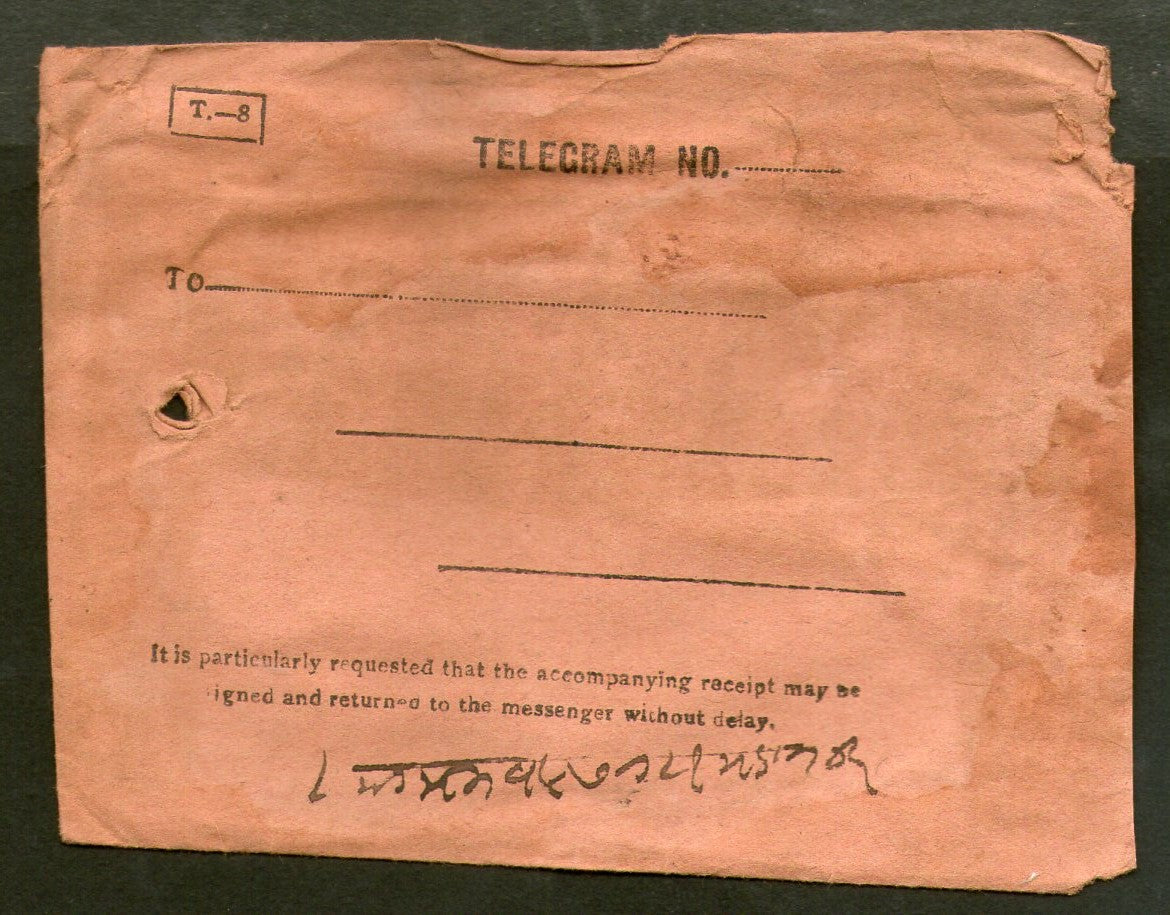 T.—8
TELEGRAM NO.
To
It is particularly requested that the accompanying receipt may be
igned and returned to the messenger without delay.